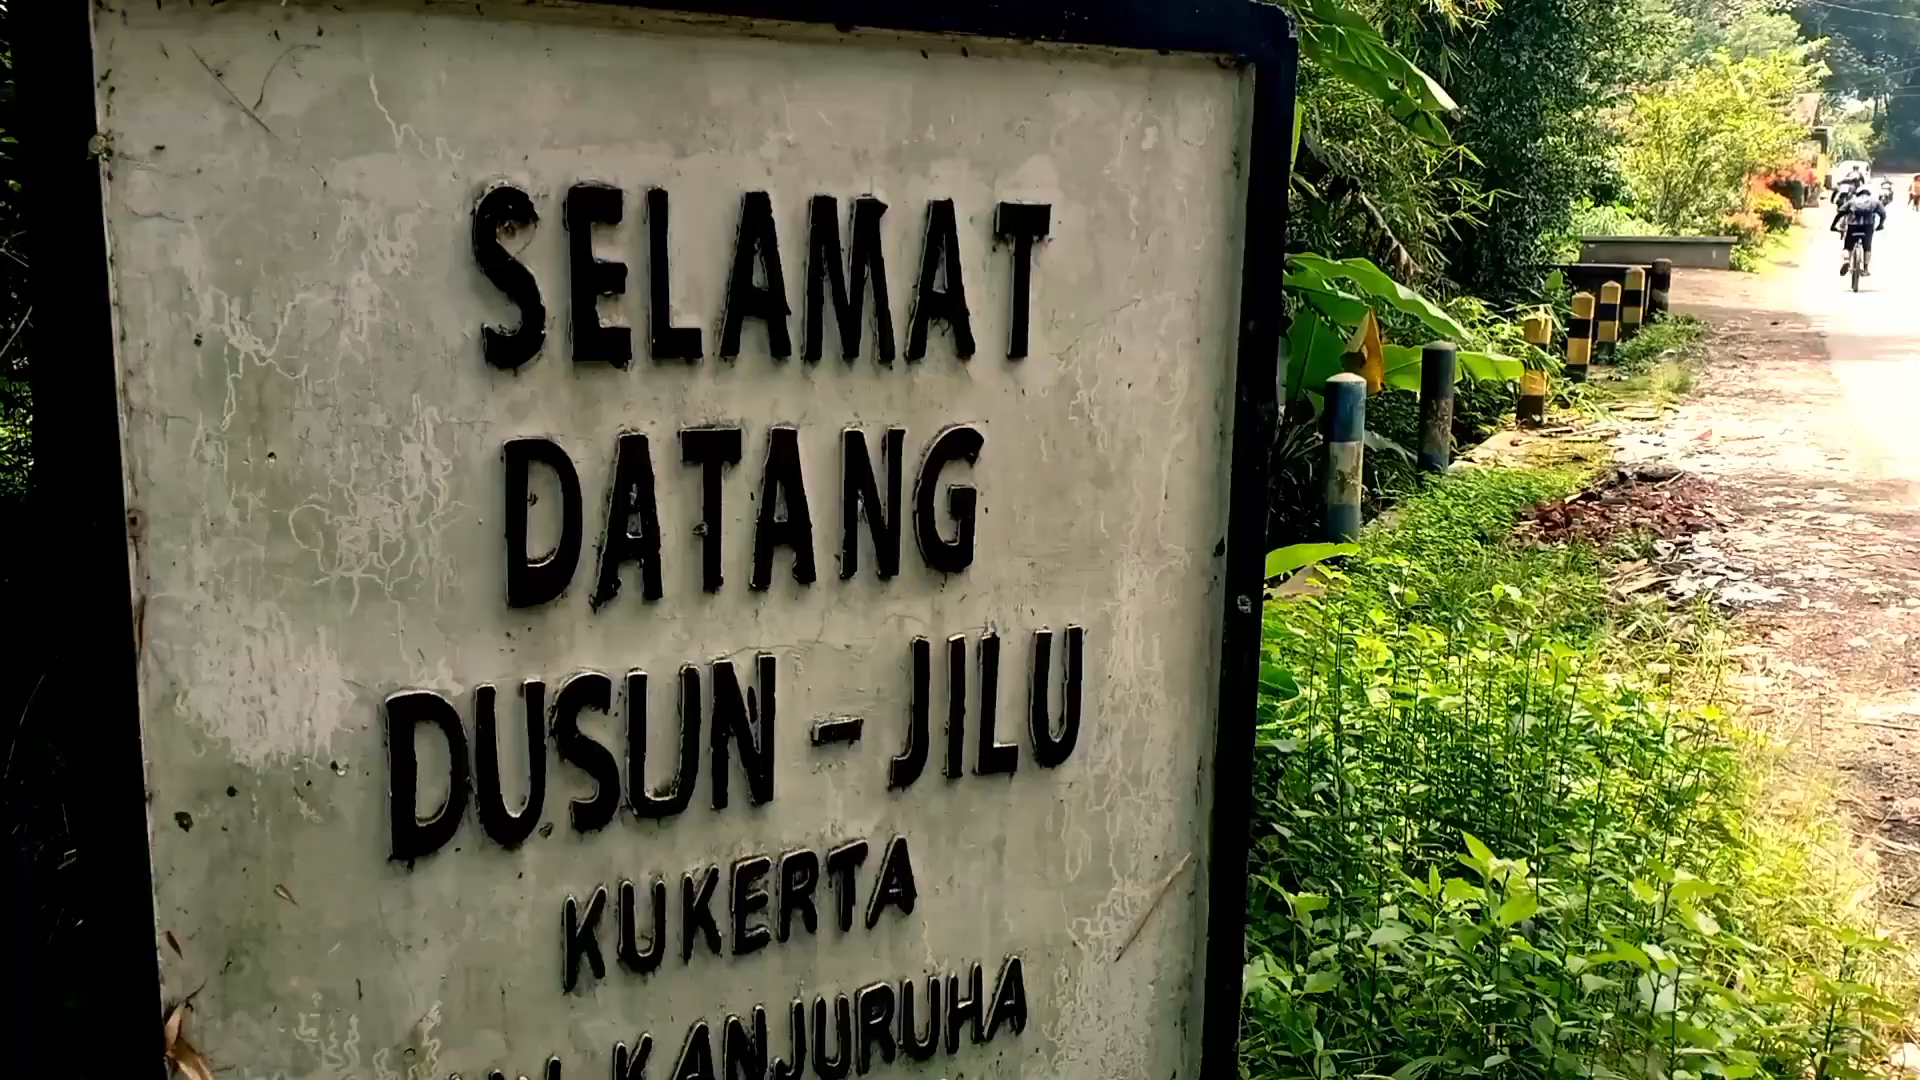 SELAMAT
DATANG
DUSUN - JILU
KUKERTA
KANJURUHA